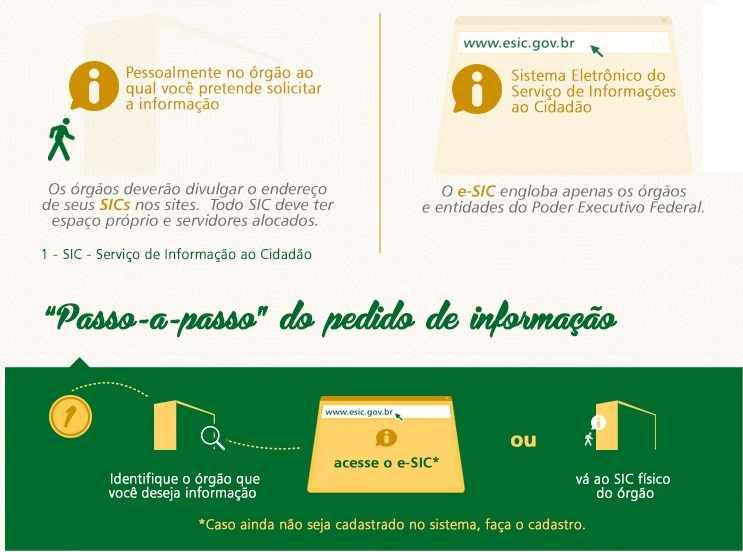 Pessoalmente no órgão ao
qual você pretende solicitar
a informação
Os órgãos deverão divulgar o endereço
de seus SICs nos sites. Todo SIC deve ter
espaço próprio e servidores alocados.
1 - SIC - Serviço de Informação ao Cidadão
www.esic.gov.br
Sistema Eletrônico do
Serviço de Informações
ao Cidadão
O e-SIC engloba apenas os órgãos
e entidades do Poder Executivo Federal.
"Passo-a-passo" do pedido de informação
1
Identifique o órgão que
você deseja informação
www.esic.gov.br
acesse o e-SIC*
ou
vá ao SIC físico
do órgão
*Caso ainda não seja cadastrado no sistema, faça o cadastro.